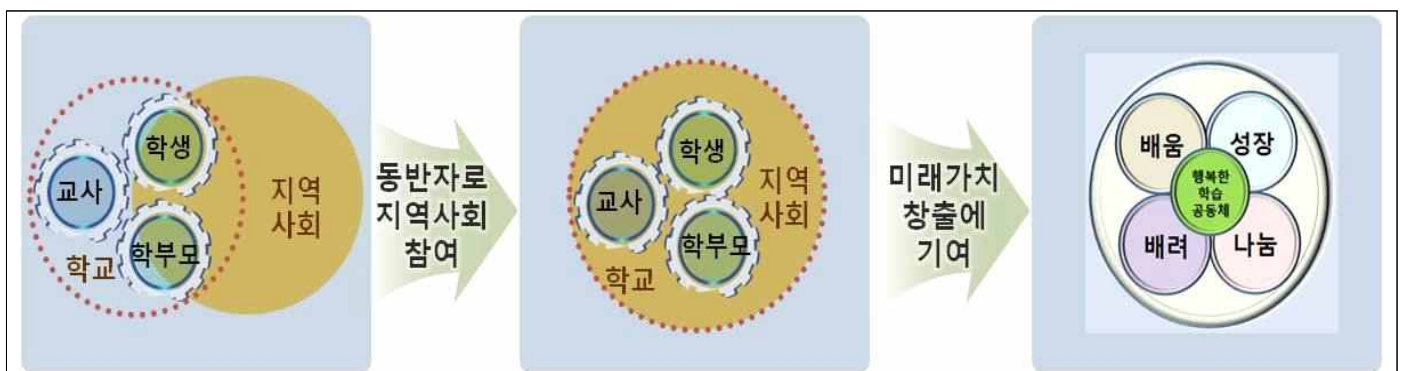 학생
교사
학부모
학교
지역
사회
동반자로
지역사회
참여
학생
교사
학부모
학교
지역
사회
미래가치
창출에
기여
배움
성장
행복한
학습
공동체
배려
나눔